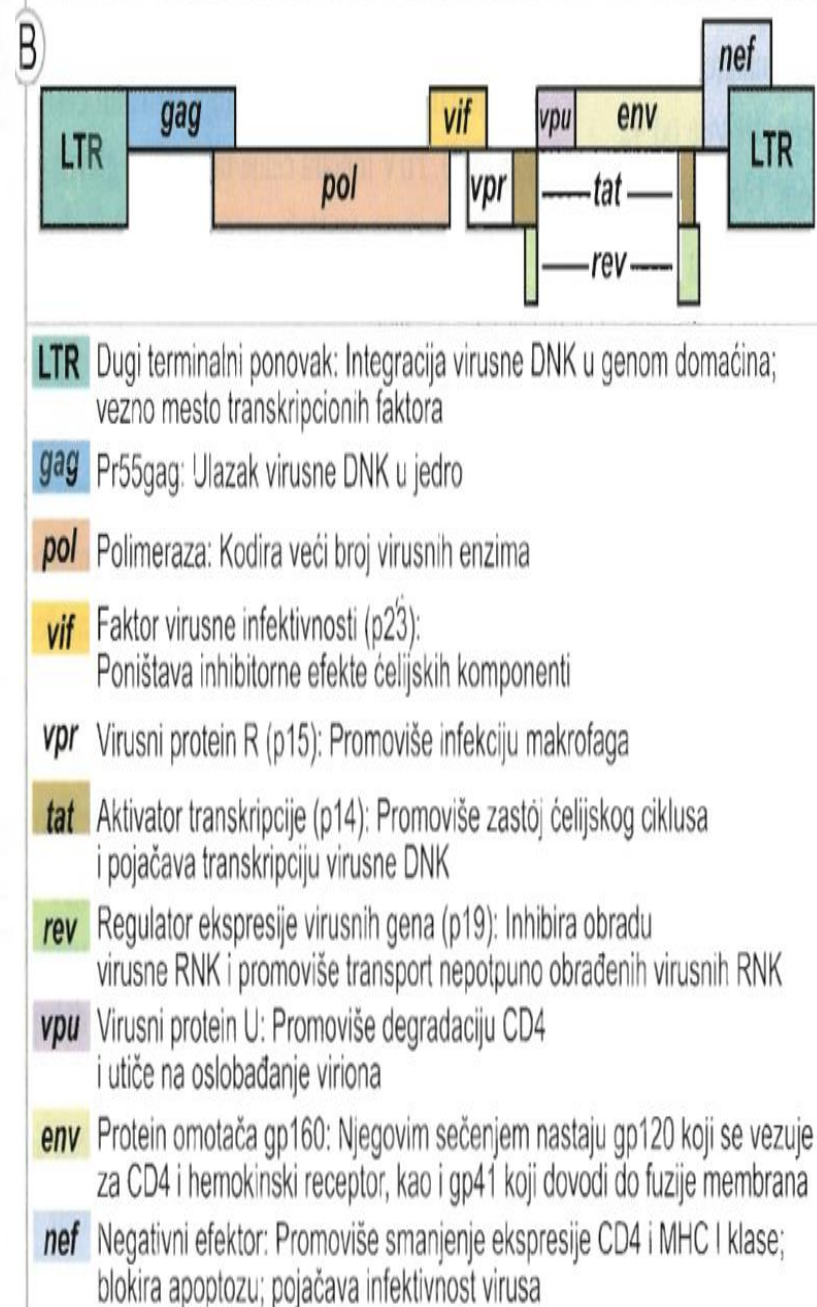 B
nef
gag
vif
vpu
env
LTR
LTR
pol
vpr
tat
rev
LTR Dugi terminalni ponovak: Integracija virusne DNK u genom domaćina;
vezno mesto transkripcionih faktora
gag Pr55gag: Ulazak virusne DNK u jedro
pol Polimeraza: Kodira veći broj virusnih enzima
vif Faktor virusne infektivnosti (p23):
Poništava inhibitorne efekte ćelijskih komponenti
vpr Virusni protein R (p15): Promoviše infekciju makrofaga
tat Aktivator transkripcije (p14): Promoviše zastoj ćelijskog ciklusa
i pojačava transkripciju virusne DNK
rev Regulator ekspresije virusnih gena (p19): Inhibira obradu
virusne RNK i promoviše transport nepotpuno obrađenih virusnih RNK
vpu Virusni protein U: Promoviše degradaciju CD4
i utiče na oslobađanje viriona
env Protein omotača gp160: Njegovim sečenjem nastaju gp120 koji se vezuje
za CD4 i hemokinski receptor, kao i gp41 koji dovodi do fuzije membrana
nef Negativni efektor: Promoviše smanjenje ekspresije CD4 i MHC I klase;
blokira apoptozu; pojačava infektivnost virusa